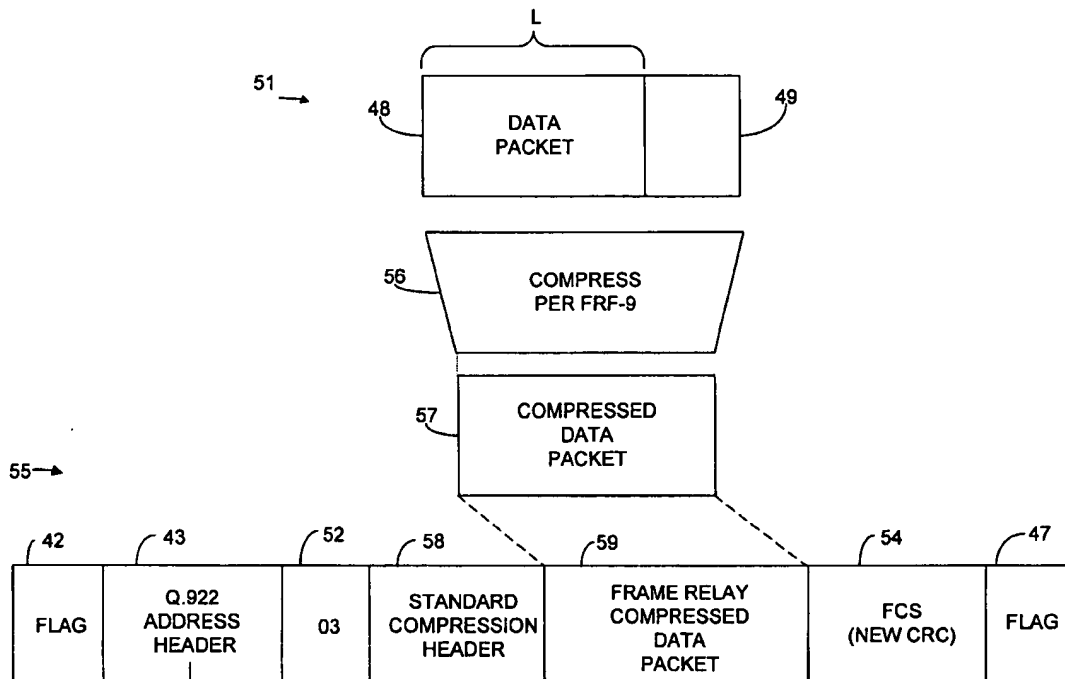 L
51
48
49
DATA
PACKET
56
COMPRESS
PER FRF-9
57
COMPRESSED
DATA
PACKET
55
42
43
52
58
59
54
47
FLAG
Q.922
ADDRESS
HEADER
03
STANDARD
COMPRESSION
HEADER
FRAME RELAY
COMPRESSED
DATA
PACKET
FCS
(NEW CRC)
FLAG